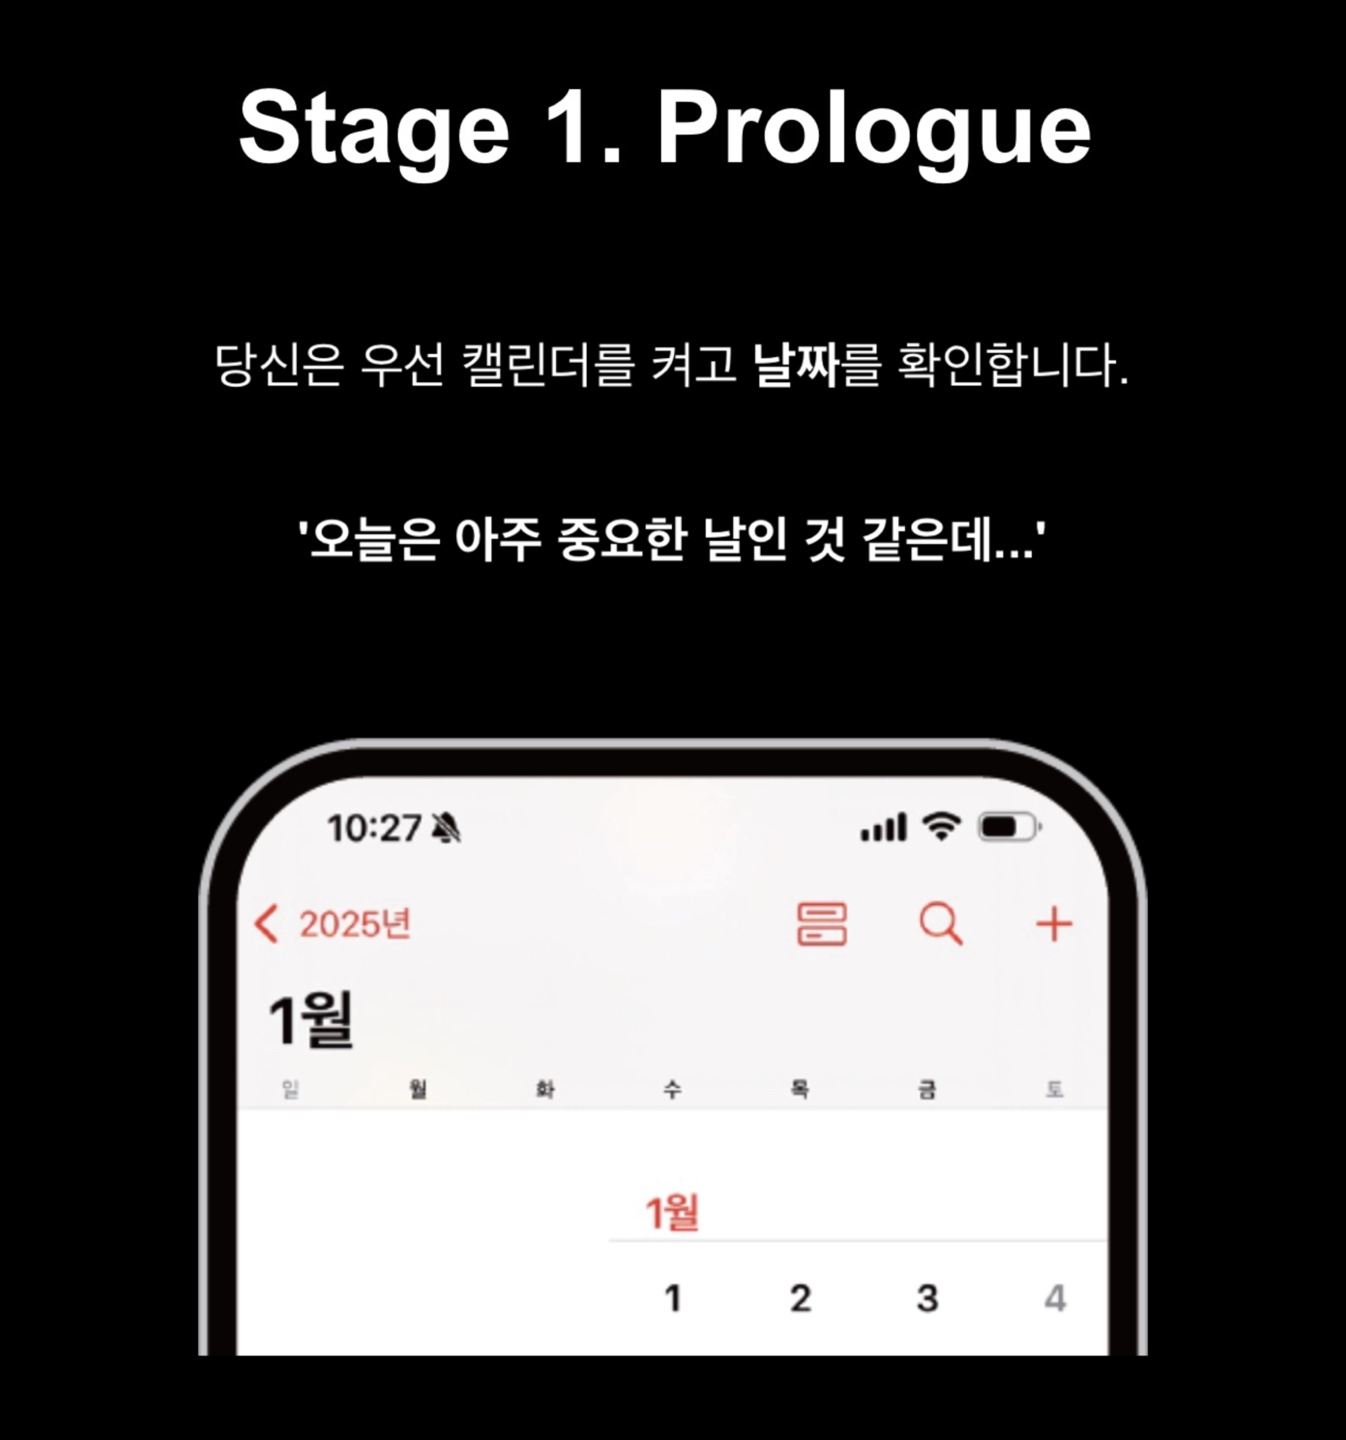 Stage 1. Prologue
당신은 우선 캘린더를 켜고 날짜를 확인합니다.
'오늘은 아주 중요한 날인 것 같은데...'
10:27
2025년
1월
일 월 화 수 목 금 토
1월
1 2 3 4